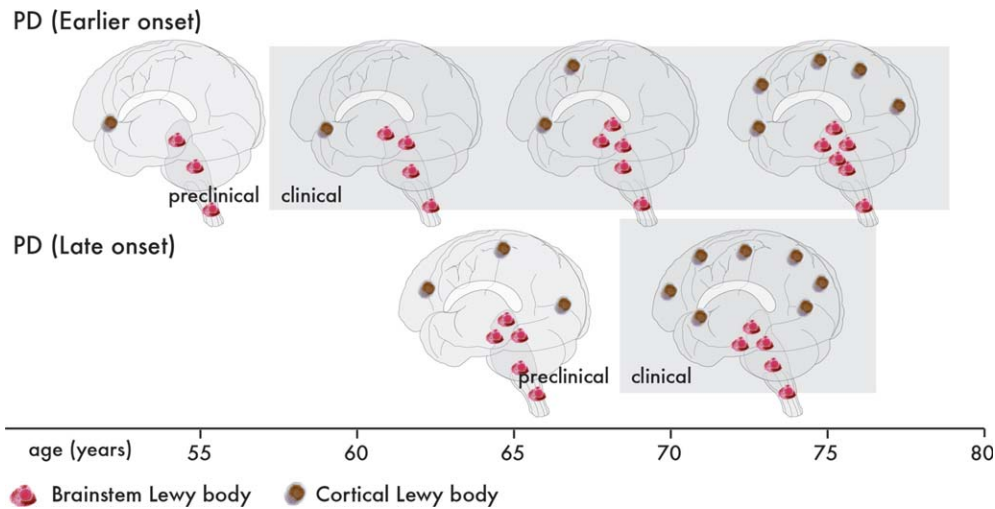 PD (Earlier onset)
preclinical clinical
PD (Late onset)
preclinical clinical
age (years) 55 60 65 70 75 80
Brainstem Lewy body Cortical Lewy body